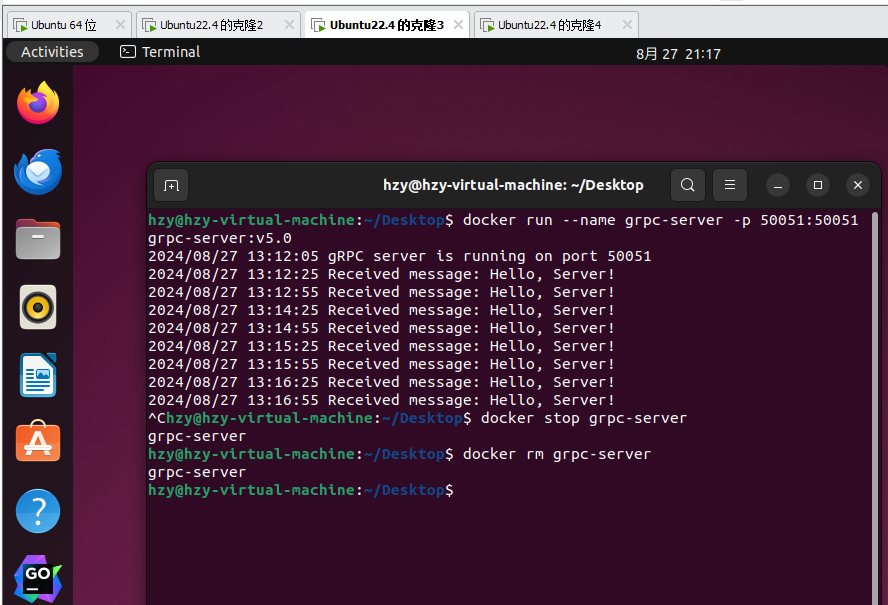 Ubuntu 64 位
Ubuntu22.4 的克隆2
Ubuntu22.4 的克隆3
Ubuntu22.4 的克隆4
Activities
Terminal
8月 27 21:17
hzy@hzy-virtual-machine: ~/Desktop
hzy@hzy-virtual-machine:~/Desktop$ docker run --name grpc-server -p 50051:50051
grpc-server:v5.0
2024/08/27 13:12:05 gRPC server is running on port 50051
2024/08/27 13:12:25 Received message: Hello, Server!
2024/08/27 13:12:55 Received message: Hello, Server!
2024/08/27 13:14:25 Received message: Hello, Server!
2024/08/27 13:14:55 Received message: Hello, Server!
2024/08/27 13:15:25 Received message: Hello, Server!
2024/08/27 13:15:55 Received message: Hello, Server!
2024/08/27 13:16:25 Received message: Hello, Server!
2024/08/27 13:16:55 Received message: Hello, Server!
^Chzy@hzy-virtual-machine:~/Desktop$ docker stop grpc-server
grpc-server
hzy@hzy-virtual-machine:~/Desktop$ docker rm grpc-server
grpc-server
hzy@hzy-virtual-machine:~/Desktop$
GO